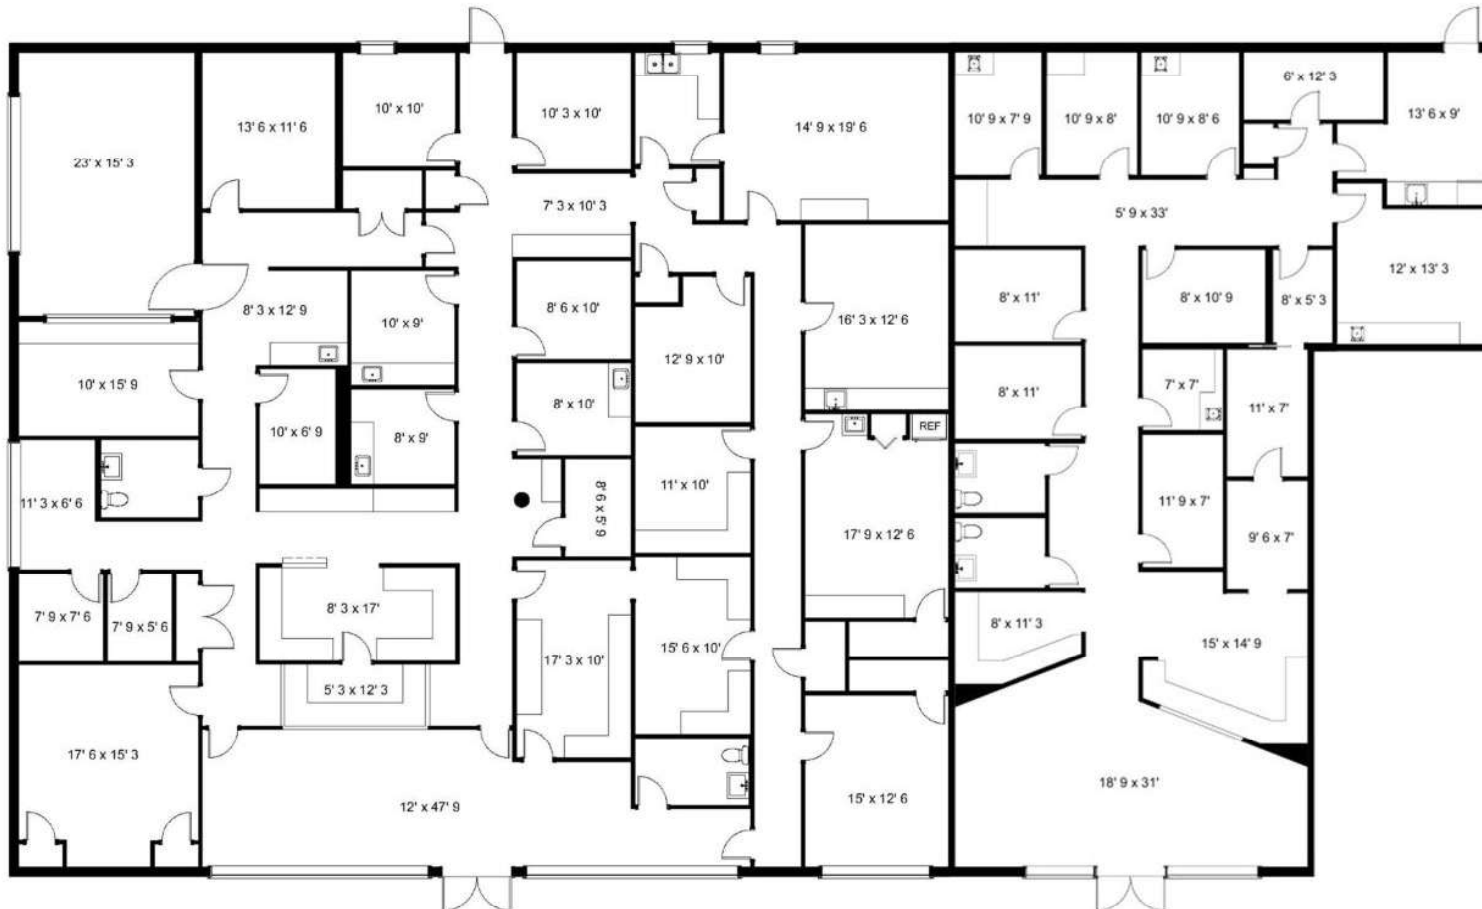 6' x 12' 3
10' x 10'
10' 3 x 10'
13' 6 x 9'
13' 6 x 11' 6
14' 9 x 19' 6
10' 9 x 7' 9
10' 9 x 8'
10' 9 x 8' 6
23' x 15' 3
7' 3 x 10' 3
5' 9 x 33'
12' x 13' 3
8' x 11'
8' x 10' 9
8' x 5' 3
8' 3 x 12' 9
8' 6 x 10'
10' x 9'
16' 3 x 12' 6
12' 9 x 10'
10' x 15' 9
8' x 11'
7' x 7'
11' x 7'
8' x 10'
REF
10' x 6' 9
8' x 9'
11' 3 x 6' 6
8' 6 x 5' 9
11' x 10'
11' 9 x 7'
17' 9 x 12' 6
9' 6 x 7'
7' 9 x 7' 6
7' 9 x 5' 6
8' 3 x 17'
8' x 11' 3
15' x 14' 9
17' 3 x 10'
15' 6 x 10'
5' 3 x 12' 3
17' 6 x 15' 3
18' 9 x 31'
12' x 47' 9
15' x 12' 6